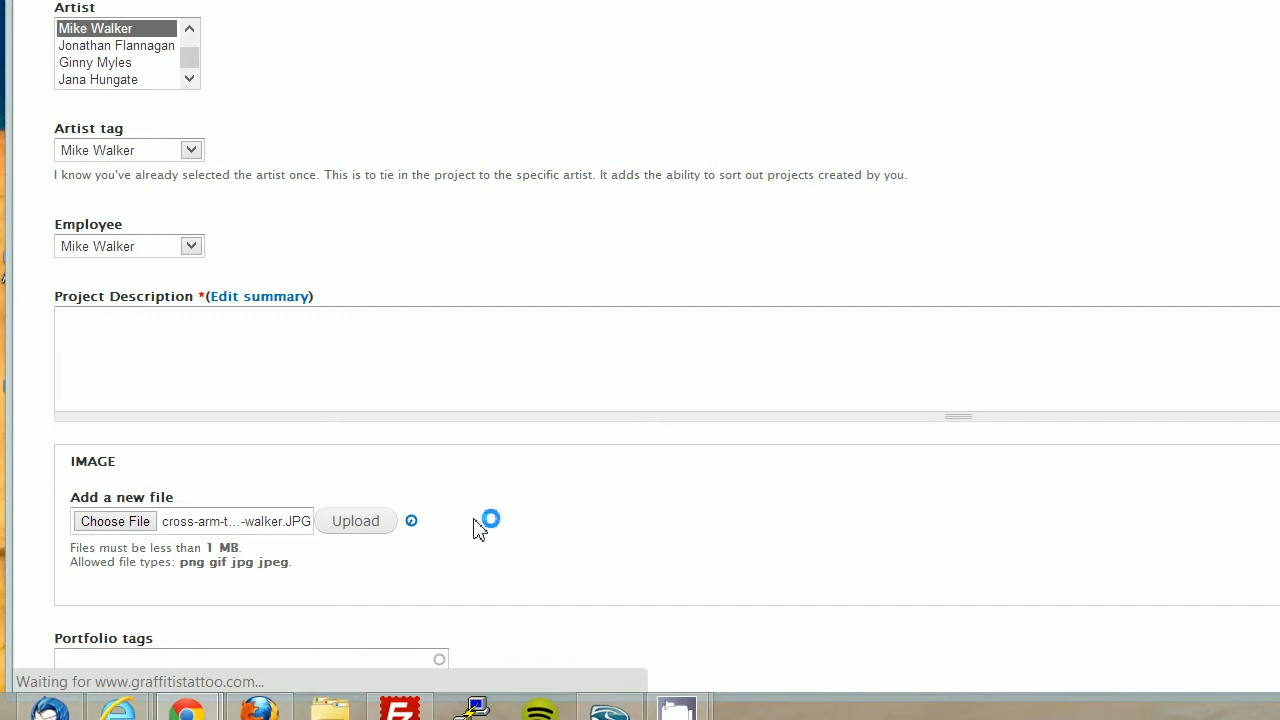 Artist
Mike Walker
Jonathan Flannagan
Ginny Myles
Jana Hungate
Artist tag
Mike Walker
I know you've already selected the artist once. This is to tie in the project to the specific artist. It adds the ability to sort out projects created by you.
Employee
Mike Walker
Project Description *(Edit summary)
IMAGE
Add a new file
Choose File cross-arm-t...-walker.JPG Upload
Files must be less than 1 MB.
Allowed file types: png gif jpg jpeg.
Portfolio tags
Waiting for www.graffitistattoo.com...